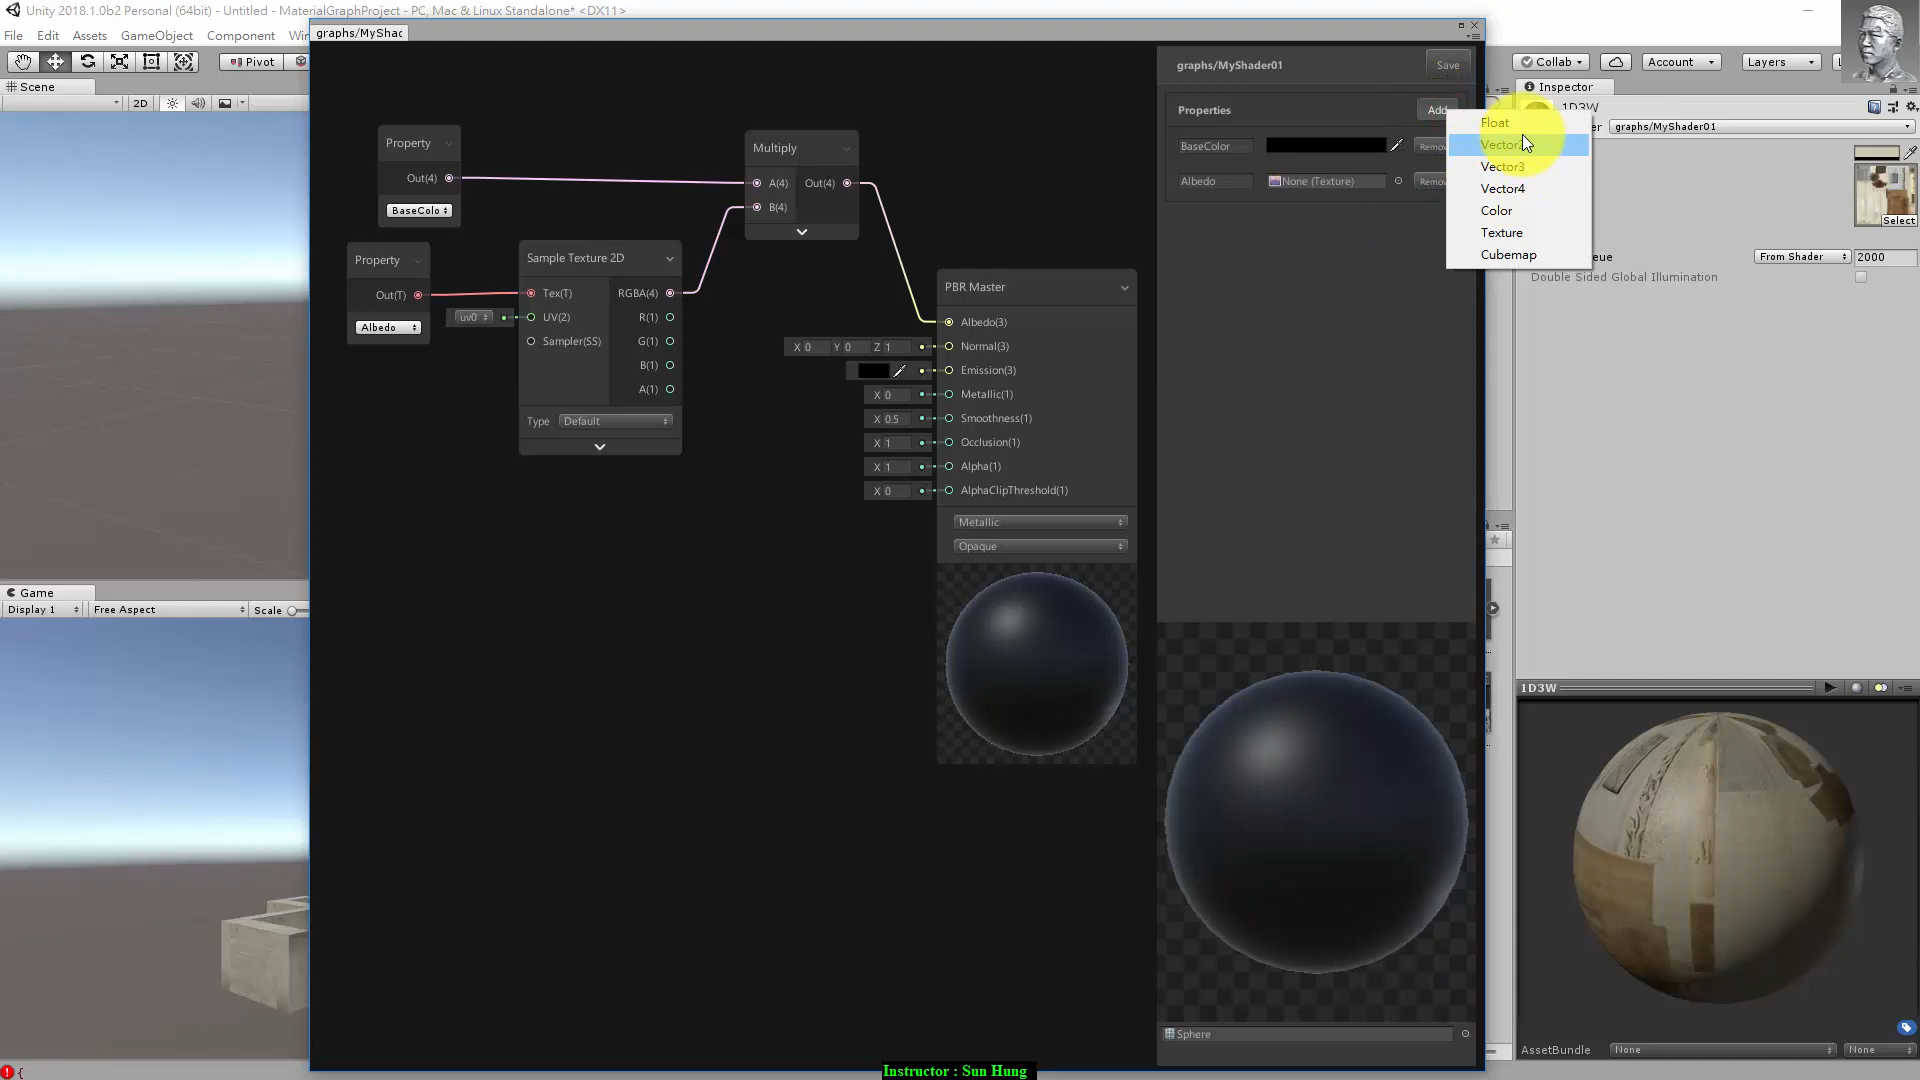 Unity 2018.1.0b2 Personal (64bit) - Untitled - MaterialGraphProject - PC, Mac & Linux Standalone* <DX11>
File Edit Assets GameObject Component
Pivot
Collab
Account
Layers
Scene
2D
graphs/MyShad
graphs/MyShader01
Save
Properties
Add
BaseColor
Remov
Albedo
None (Texture)
Remov
Float
Vector2
Vector3
Vector4
Color
Texture
Cubemap
Inspector
1D3W
graphs/MyShader01
Select
From Shader
2000
Double Sided Global Illumination
Property
Out(4)
BaseColo
Property
Out(T)
Albedo
Sample Texture 2D
Tex(T)
RGBA(4)
uv0
UV(2)
R(1)
Sampler(SS)
G(1)
B(1)
A(1)
Type
Default
Multiply
A(4)
Out(4)
B(4)
PBR Master
Albedo(3)
X 0 Y 0 Z 1
Normal(3)
Emission(3)
X 0
Metallic(1)
X 0.5
Smoothness(1)
X 1
Occlusion(1)
X 1
Alpha(1)
X 0
AlphaClipThreshold(1)
Metallic
Opaque
Game
Display 1
Free Aspect
Scale
1D3W
Sphere
AssetBundle
None
None
Instructor : Sun Hung
{